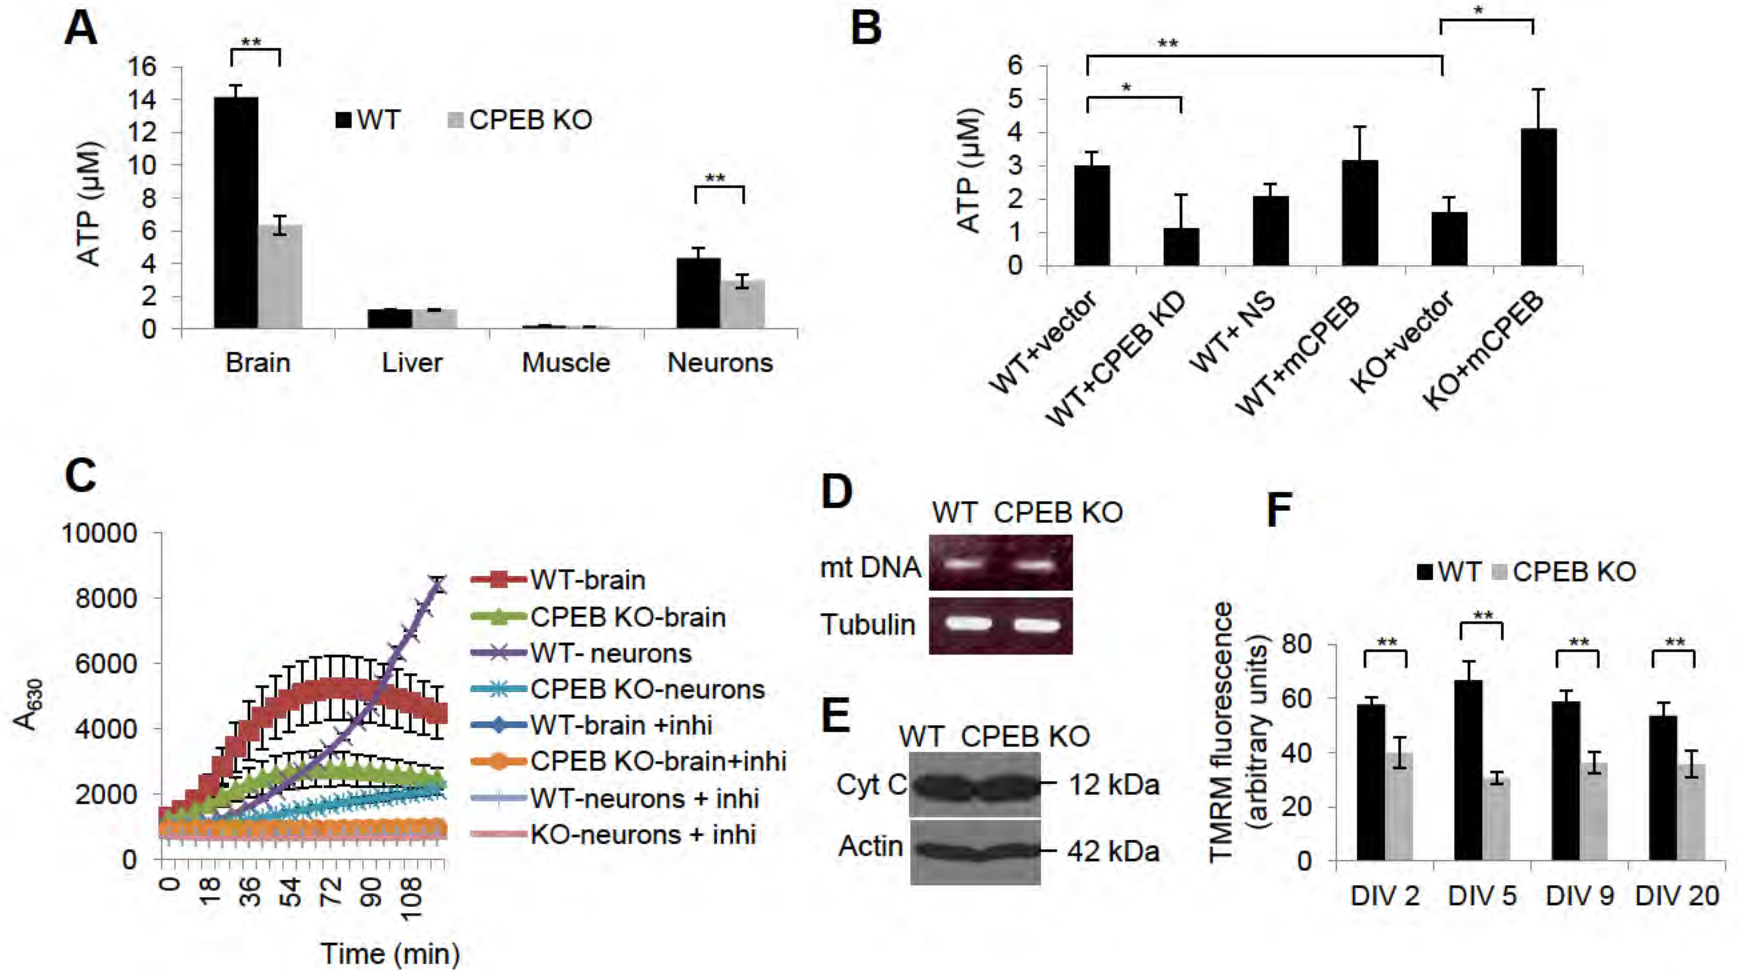 A
**
16
14
12
10
8
6
4
2
0
ATP (µM)
WT
CPEB KO
**
Brain
Liver
Muscle
Neurons
B
*
**
*
6
5
4
3
2
1
0
ATP (µM)
WT+vector
WT+CPEB KD
WT+ NS
WT+mCPEB
KO+vector
KO+mCPEB
C
10000
8000
6000
4000
2000
0
A630
0
18
36
54
72
90
108
Time (min)
WT-brain
CPEB KO-brain
WT- neurons
CPEB KO-neurons
WT-brain +inhi
CPEB KO-brain+inhi
WT-neurons + inhi
KO-neurons + inhi
D
WT CPEB KO
mt DNA
Tubulin
E
WT CPEB KO
Cyt C 12 kDa
Actin 42 kDa
F
WT
CPEB KO
TMRM fluorescence
(arbitrary units)
80
60
40
20
0
**
**
**
**
DIV 2
DIV 5
DIV 9
DIV 20